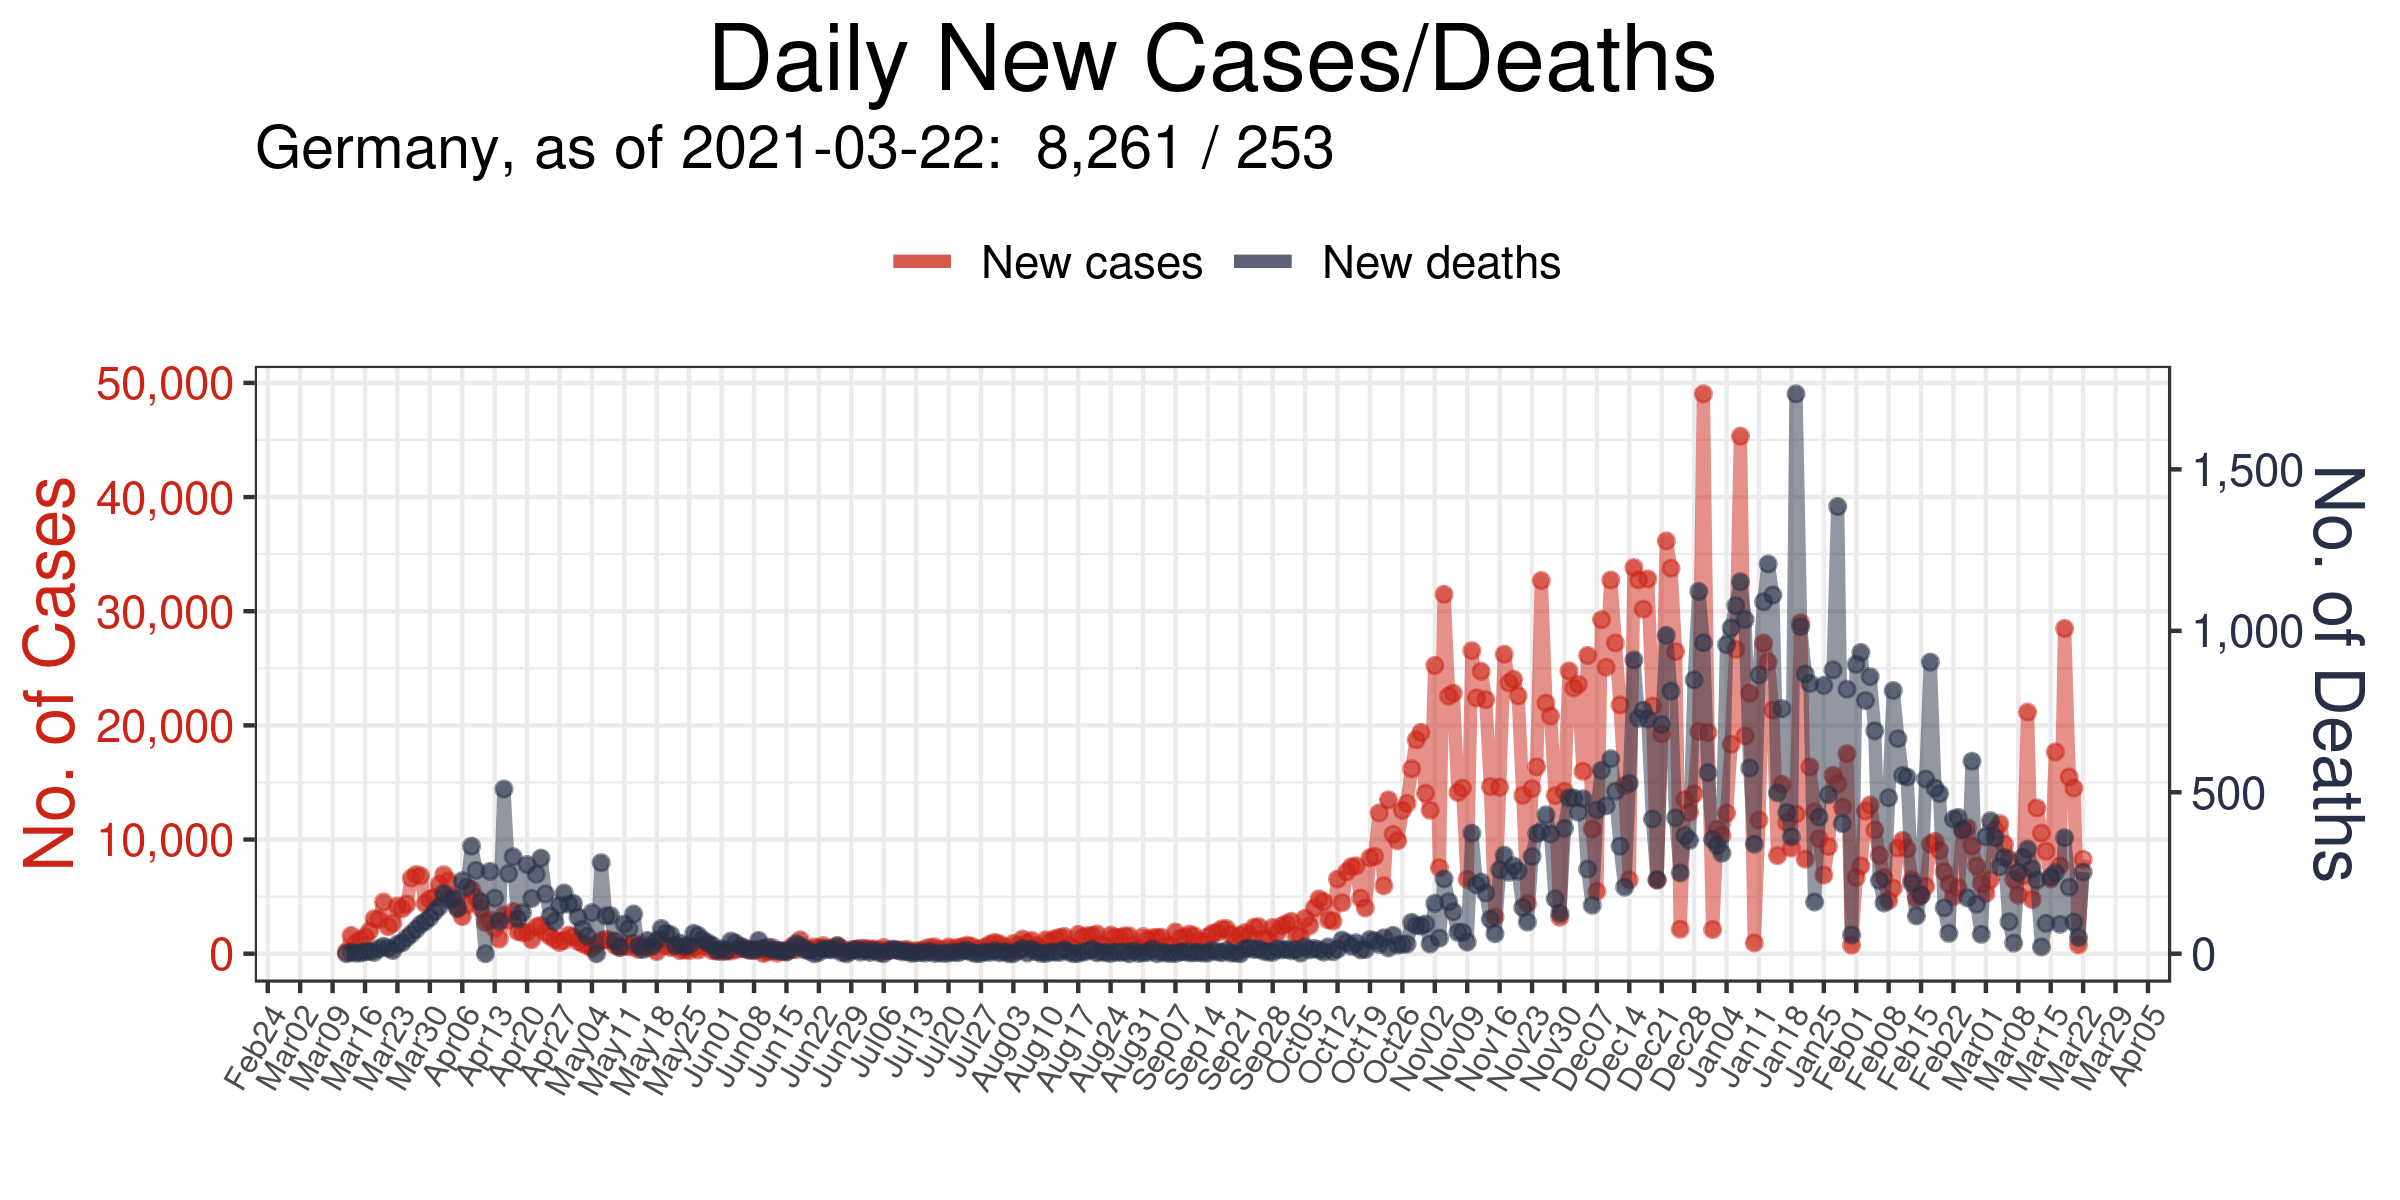 Daily New Cases/Deaths
Germany, as of 2021-03-22:  8,261 / 253
New cases
New deaths
No. of Cases
50,000
40,000
30,000
20,000
10,000
0
1,500
1,000
500
0
No. of Deaths
Feb24
Mar02
Mar09
Mar16
Mar23
Mar30
Apr06
Apr13
Apr20
Apr27
May04
May11
May18
May25
Jun01
Jun08
Jun15
Jun22
Jun29
Jul06
Jul13
Jul20
Jul27
Aug03
Aug10
Aug17
Aug24
Aug31
Sep07
Sep14
Sep21
Sep28
Oct05
Oct12
Oct19
Oct26
Nov02
Nov09
Nov16
Nov23
Nov30
Dec07
Dec14
Dec21
Dec28
Jan04
Jan11
Jan18
Jan25
Feb01
Feb08
Feb15
Feb22
Mar01
Mar08
Mar15
Mar22
Mar29
Apr05